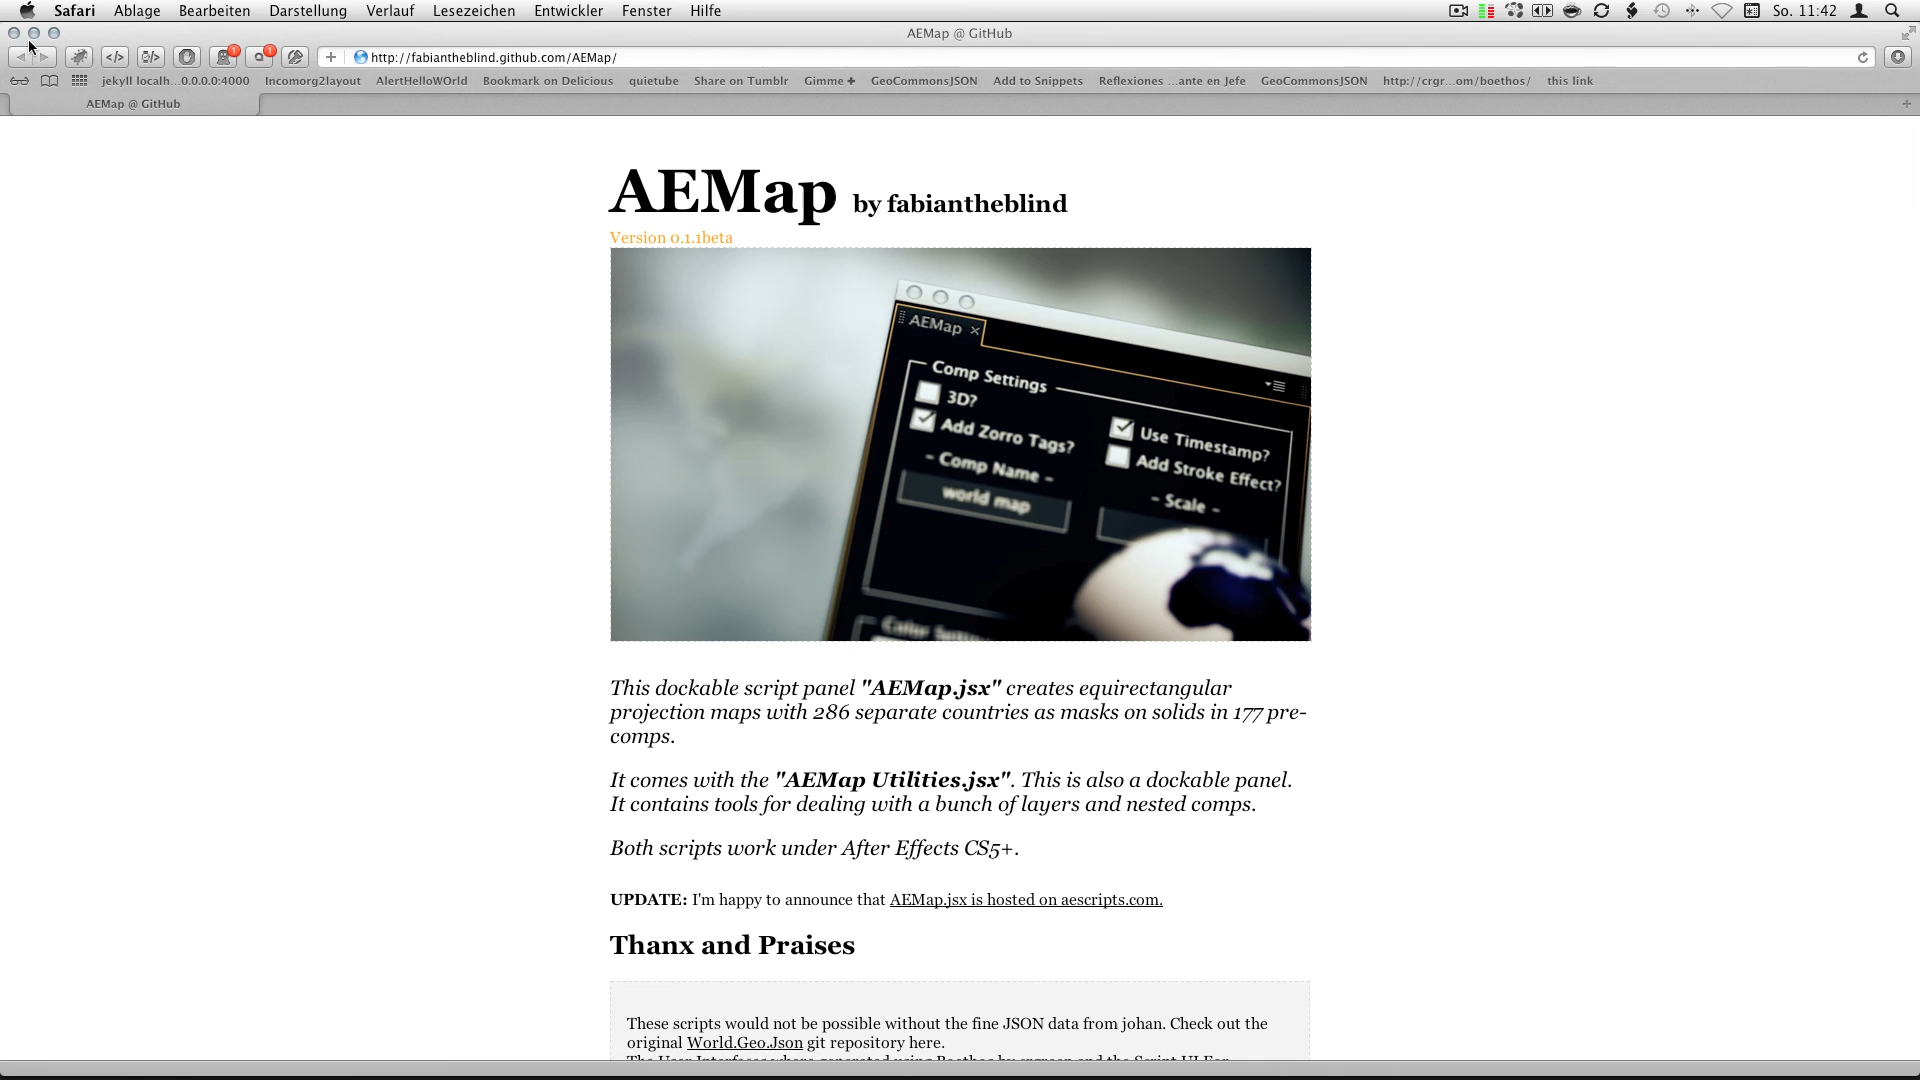 Safari Ablage Bearbeiten Darstellung Verlauf Lesezeichen Entwickler Fenster Hilfe So. 11:42
AEMap @ GitHub
1 1 + http://fabiantheblind.github.com/AEMap/
jekyll localh...0.0.0.0:4000 Incomorg2layout AlertHelloWOrld Bookmark on Delicious quietube Share on Tumblr Gimme + GeoCommonsJSON Add to Snippets Reflexiones ...ante en Jefe GeoCommonsJSON http://crgr...om/boethos/ this link
AEMap @ GitHub
AEMap by fabiantheblind
Version 0.1.1beta
AEMap ×
Comp Settings
3D?
Add Zorro Tags? Use Timestamp?
Add Stroke Effect?
- Comp Name - - Scale -
world map
This dockable script panel "AEMap.jsx" creates equirectangular
projection maps with 286 separate countries as masks on solids in 177 pre-
comps.
It comes with the "AEMap Utilities.jsx". This is also a dockable panel.
It contains tools for dealing with a bunch of layers and nested comps.
Both scripts work under After Effects CS5+.
UPDATE: I'm happy to announce that AEMap.jsx is hosted on aescripts.com.
Thanx and Praises
These scripts would not be possible without the fine JSON data from johan. Check out the
original World.Geo.Json git repository here.